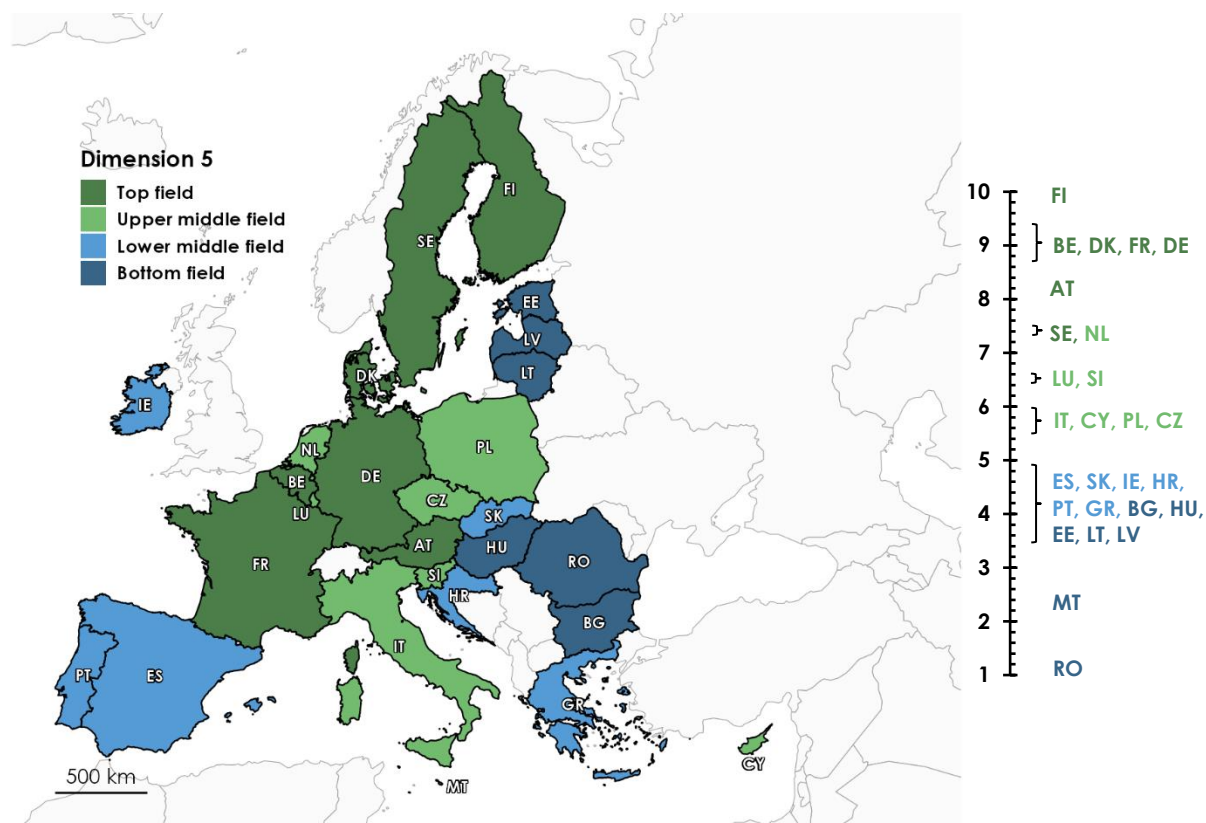 Dimension 5
Top field
Upper middle field
Lower middle field
Bottom field
FI
SE
EE
LV
LT
DK
IE
NL
PL
BE
DE
CZ
LU
SK
AT
HU
FR
SI
RO
HR
BG
IT
PT
ES
GR
CY
MT
500 km
10
9
8
7
6
5
4
3
2
1
FI
BE, DK, FR, DE
AT
SE, NL
LU, SI
IT, CY, PL, CZ
ES, SK, IE, HR,
PT, GR, BG, HU,
EE, LT, LV
MT
RO